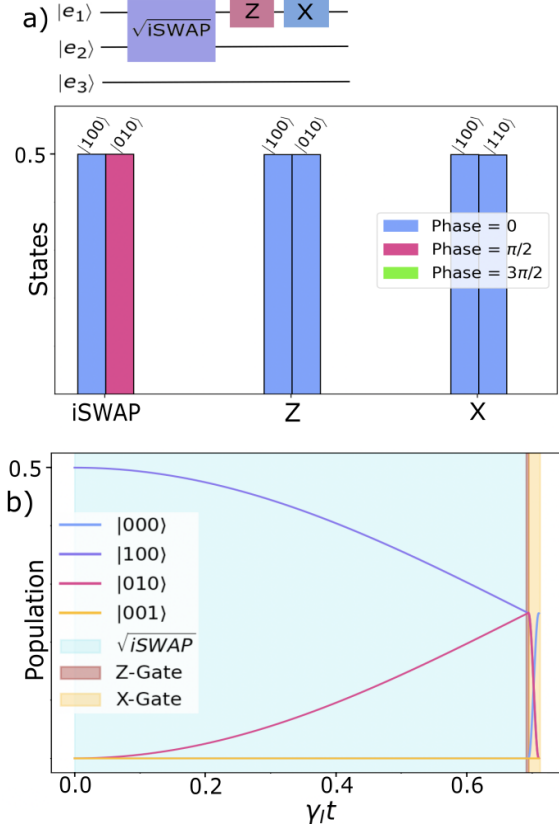 a)
|e₁⟩
√iSWAP
Z
X
|e₂⟩
|e₃⟩
|100⟩
|010⟩
|100⟩
|010⟩
|100⟩
|110⟩
0.5
States
Phase = 0
Phase = π/2
Phase = 3π/2
iSWAP
Z
X
b)
0.5
Population
|000⟩
|100⟩
|010⟩
|001⟩
√iSWAP
Z-Gate
X-Gate
0.0
0.2
0.4
0.6
γₗt